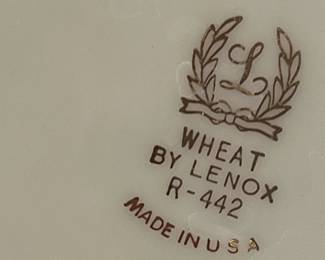 L
WHEAT
BY LENOX
R-442
MADE IN USA